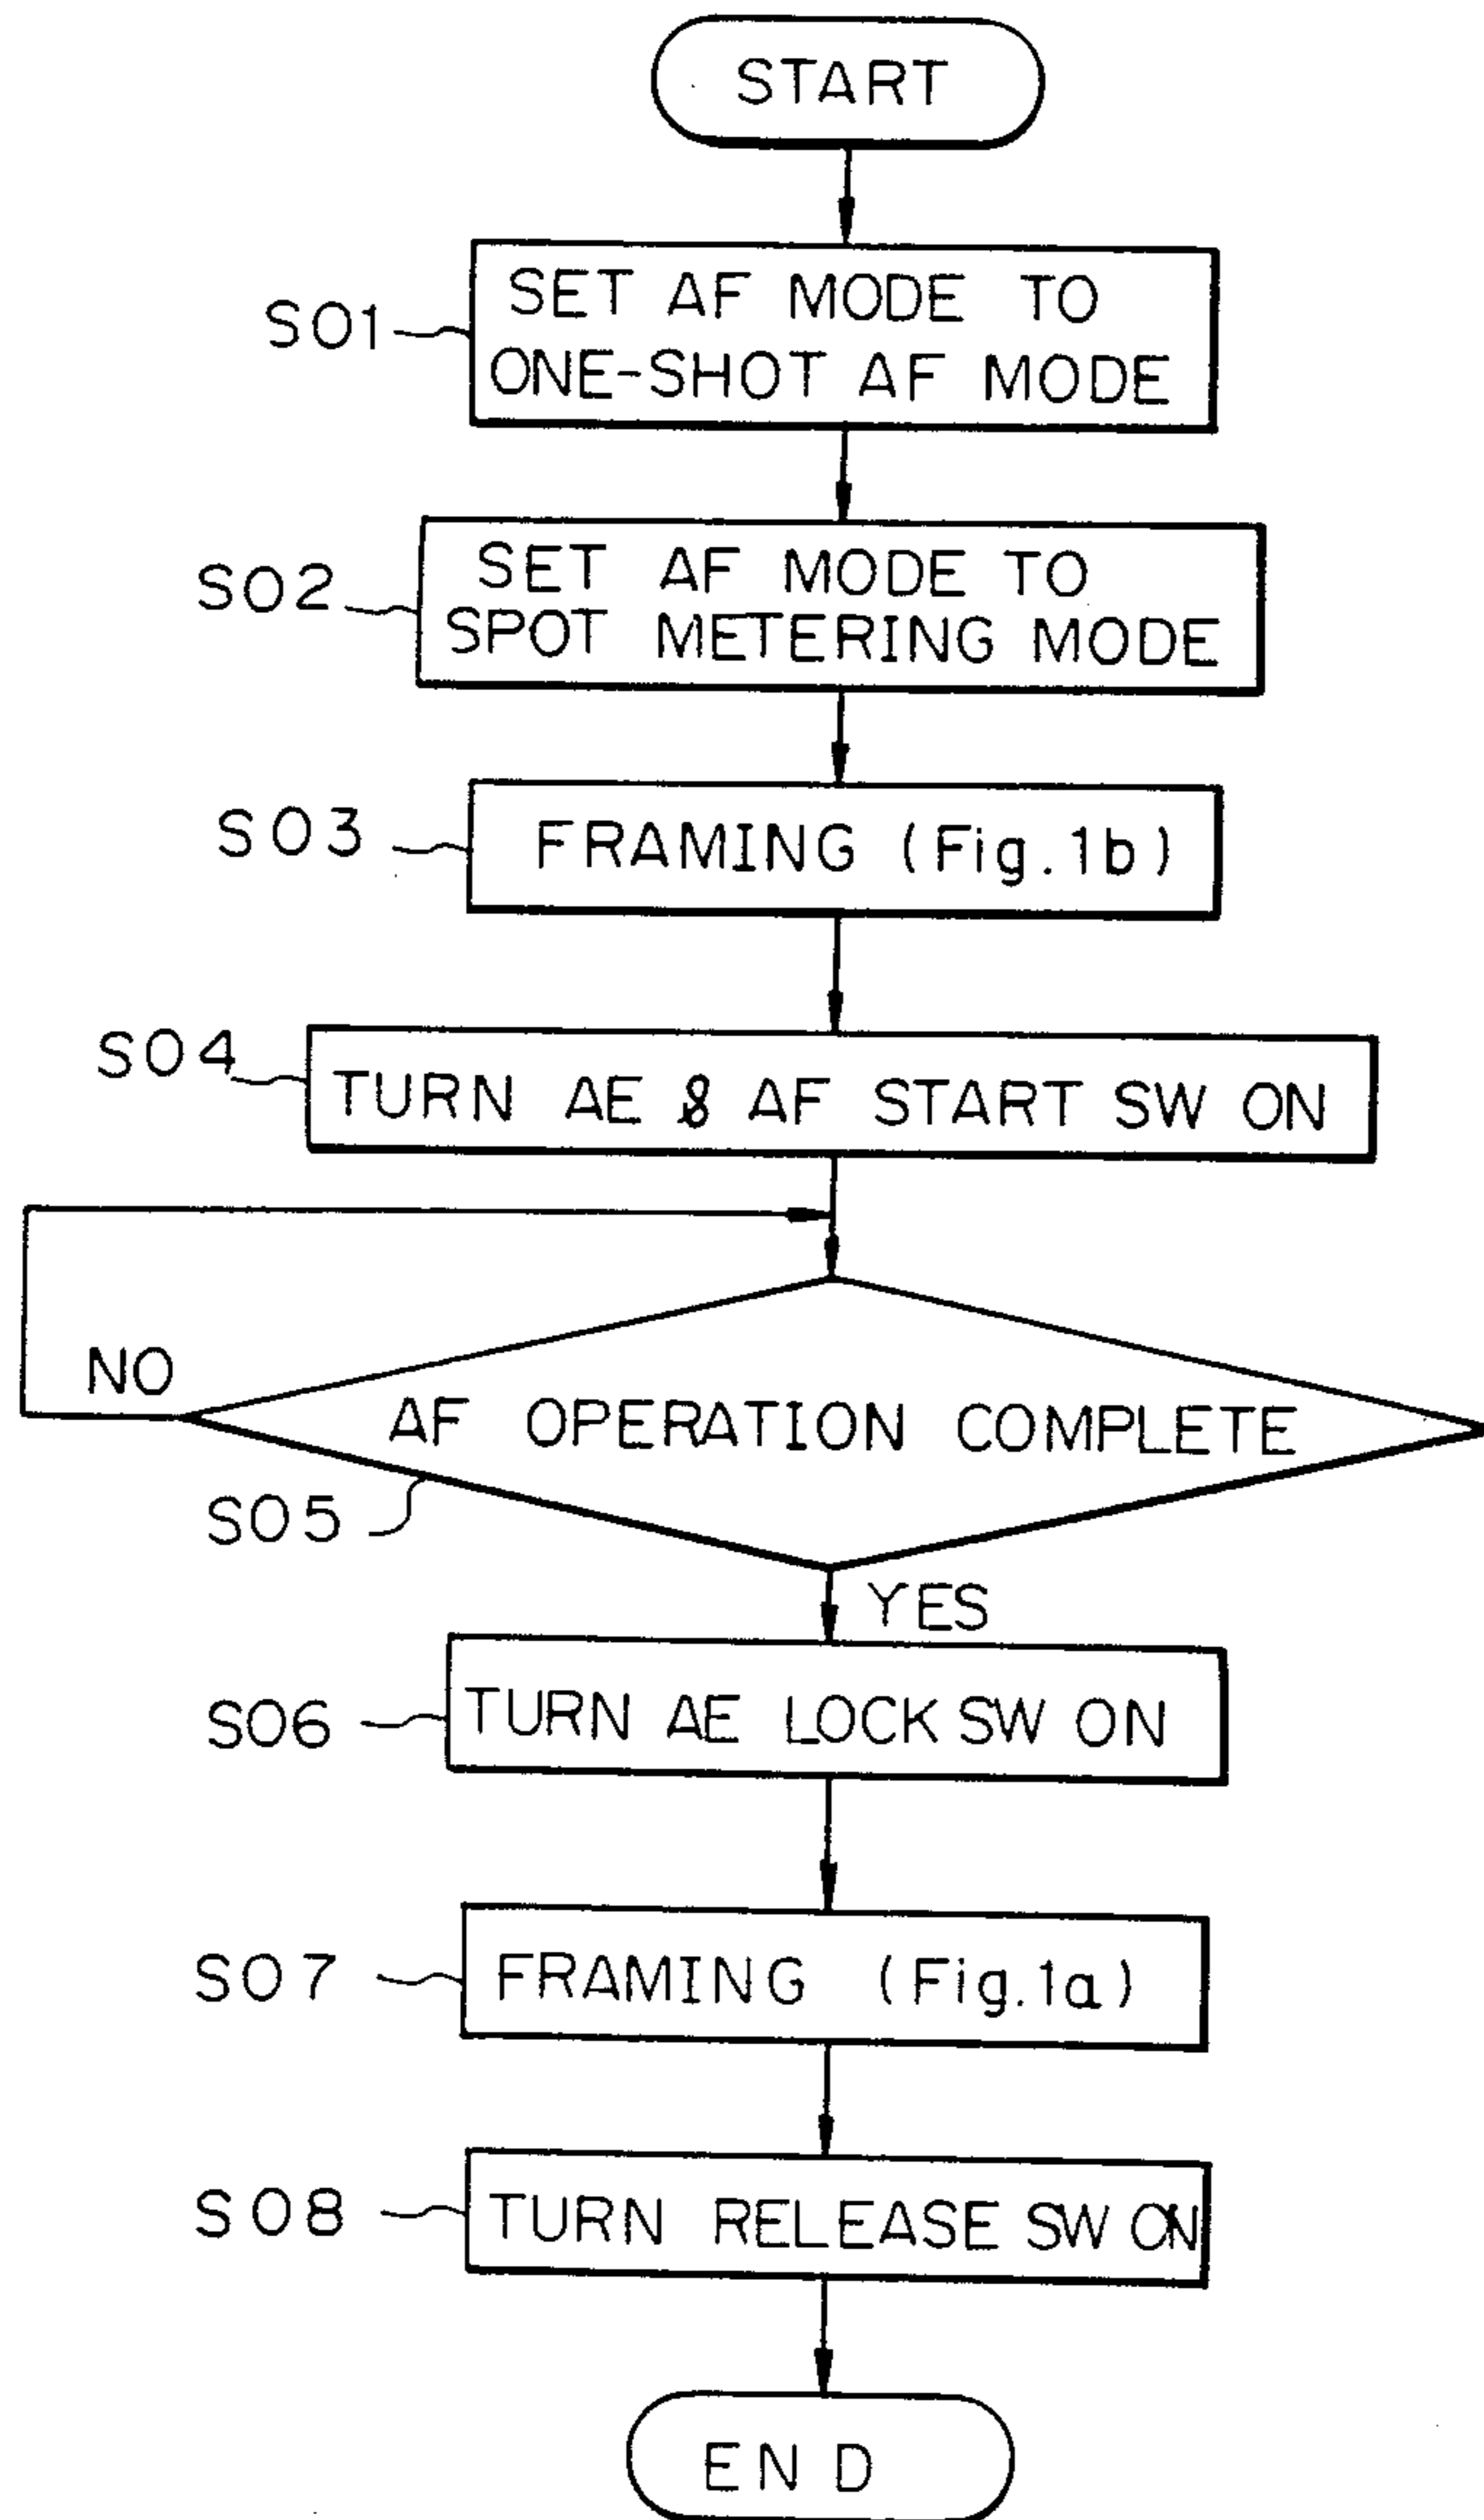 START
S01
SET AF MODE TO
ONE-SHOT AF MODE
S02
SET AF MODE TO
SPOT METERING MODE
S03
FRAMING (Fig.1b)
S04
TURN AE & AF START SW ON
NO
AF OPERATION COMPLETE
S05
YES
S06
TURN AE LOCK SW ON
S07
FRAMING (Fig.1a)
S08
TURN RELEASE SW ON
END